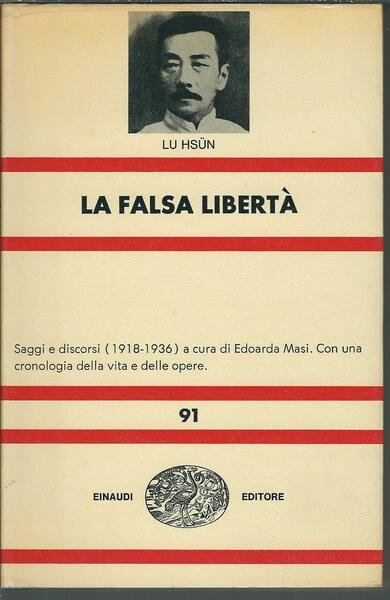 LU HSÜN
LA FALSA LIBERTÀ
Saggi e discorsi (1918-1936) a cura di Edoarda Masi. Con una
cronologia della vita e delle opere.
91
EINAUDI EDITORE